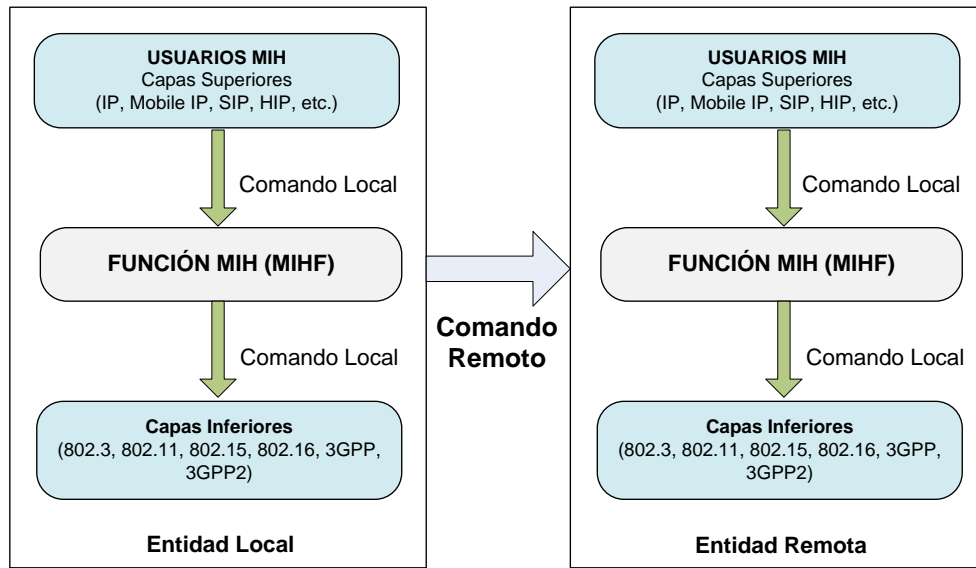 USUARIOS MIH
Capas Superiores
(IP, Mobile IP, SIP, HIP, etc.)
Comando Local
FUNCIÓN MIH (MIHF)
Comando Local
Capas Inferiores
(802.3, 802.11, 802.15, 802.16, 3GPP,
3GPP2)
Entidad Local
Comando
Remoto
USUARIOS MIH
Capas Superiores
(IP, Mobile IP, SIP, HIP, etc.)
Comando Local
FUNCIÓN MIH (MIHF)
Comando Local
Capas Inferiores
(802.3, 802.11, 802.15, 802.16, 3GPP,
3GPP2)
Entidad Remota